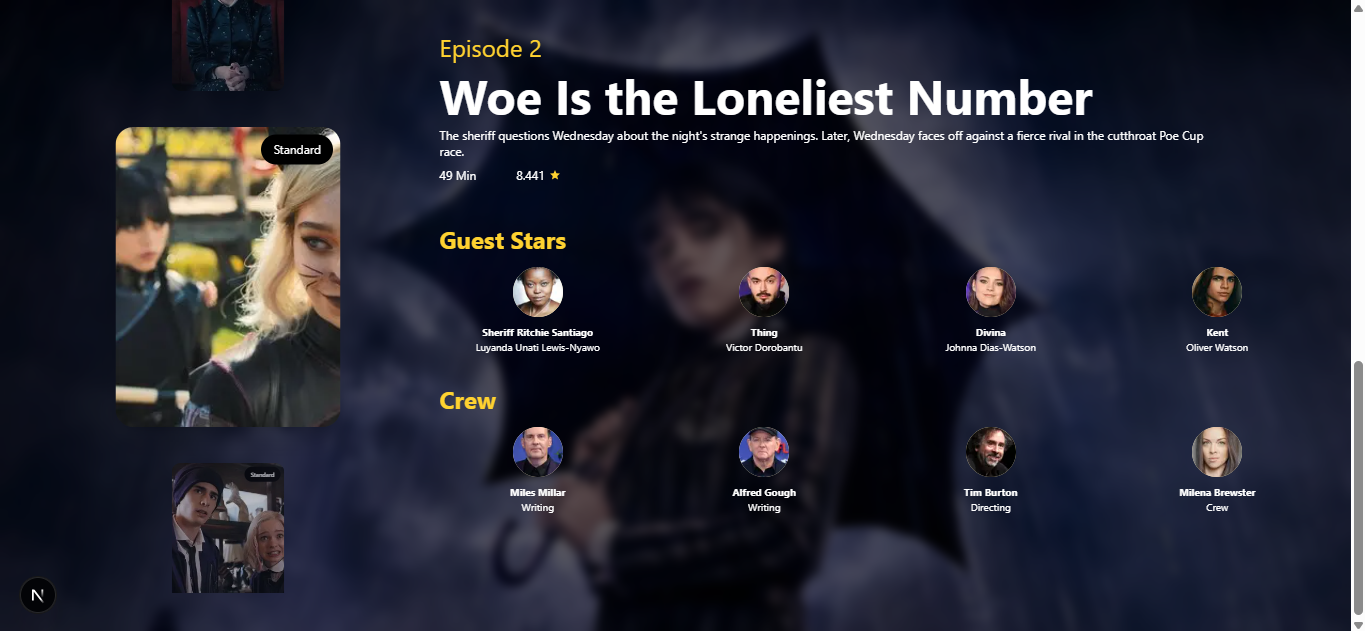 Standard
Standard
Episode 2
Woe Is the Loneliest Number
The sheriff questions Wednesday about the night's strange happenings. Later, Wednesday faces off against a fierce rival in the cutthroat Poe Cup
race.
49 Min 8.441
Guest Stars
Sheriff Ritchie Santiago
Luyanda Unati Lewis-Nyawo
Thing
Victor Dorobantu
Divina
Johnna Dias-Watson
Kent
Oliver Watson
Crew
Miles Millar
Writing
Alfred Gough
Writing
Tim Burton
Directing
Milena Brewster
Crew
N